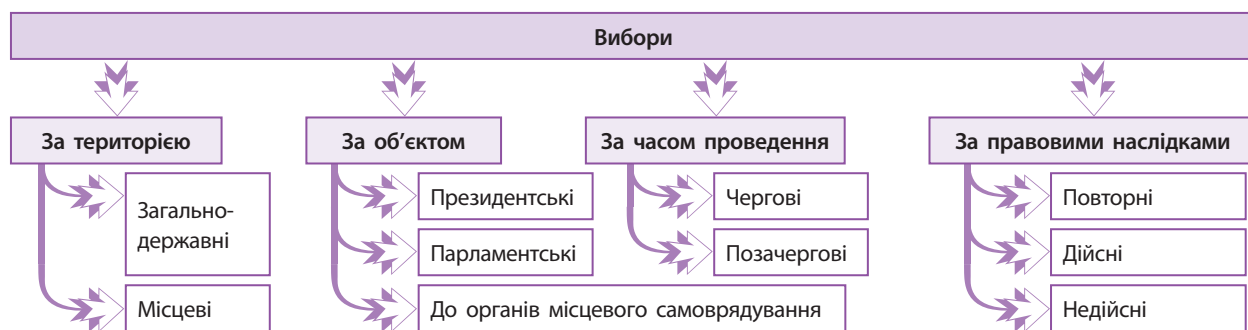 Вибори
За територією
Загально-
державні
Місцеві
За об’єктом
Президентські
Парламентські
До органів місцевого самоврядування
За часом проведення
Чергові
Позачергові
За правовими наслідками
Повторні
Дійсні
Недійсні